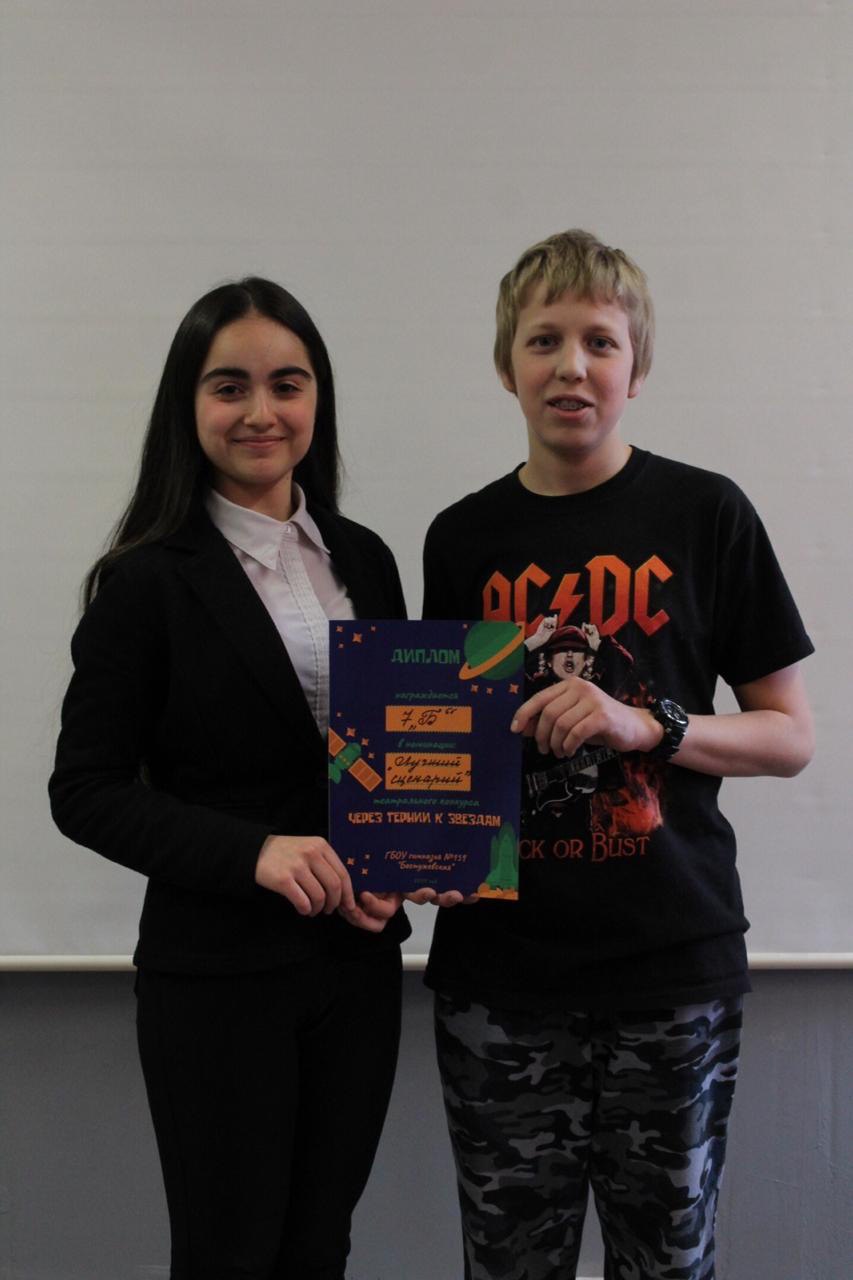 AC DC
ДИПЛОМ
награждается
7 „Б“
в номинации:
„Лучший
сценарий”
театрального конкурса
ЧЕРЕЗ ТЕРНИИ К ЗВЕЗДАМ
CK OR BUST
ГБОУ гимназия №959
"Бестужевская"